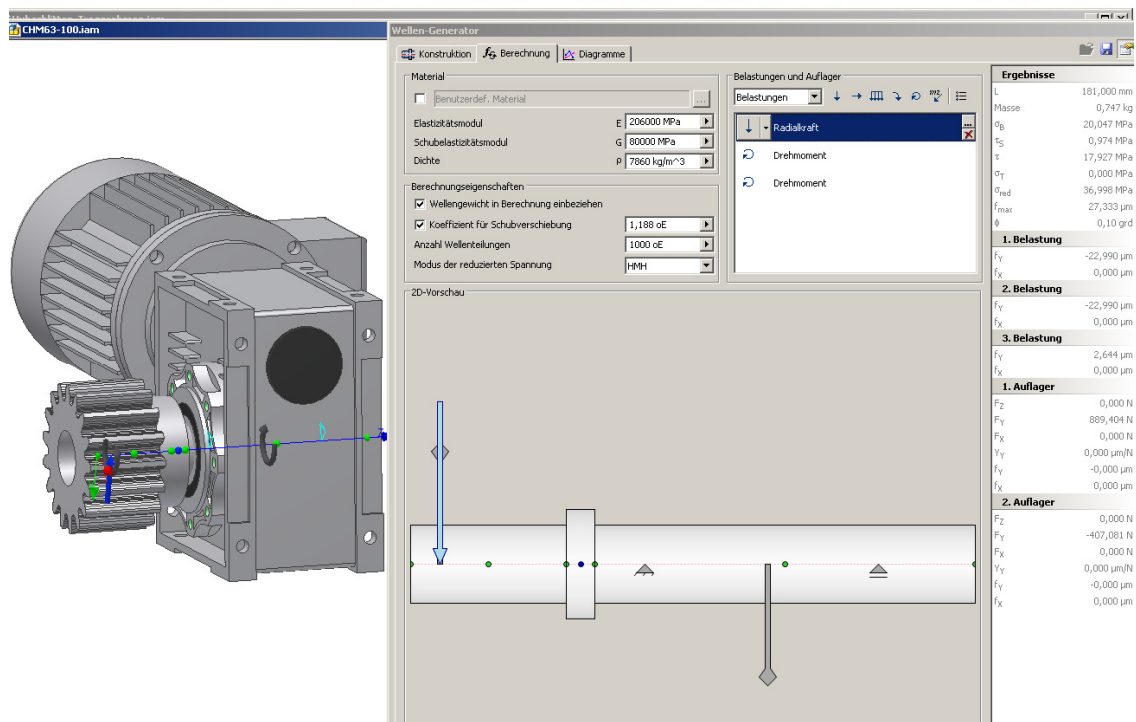 CHM63-100.iam
Wellen-Generator
Konstruktion
Berechnung
Diagramme
Material
Benutzerdef. Material
...
Elastizitätsmodul E 206000 MPa
Schubelastizitätsmodul G 80000 MPa
Dichte ρ 7860 kg/m^3
Berechnungseigenschaften
Wellengewicht in Berechnung einbeziehen
Koeffizient für Schubverschiebung 1,188 oE
Anzahl Wellenteilungen 1000 oE
Modus der reduzierten Spannung HMH
Belastungen und Auflager
Belastungen
Radialkraft
Drehmoment
Drehmoment
2D-Vorschau
Ergebnisse
L 181,000 mm
Masse 0,747 kg
σB 20,047 MPa
τS 0,974 MPa
τ 17,927 MPa
σT 0,000 MPa
σred 36,998 MPa
fmax 27,333 µm
ϕ 0,10 grd
1. Belastung
fY -22,990 µm
fX 0,000 µm
2. Belastung
fY -22,990 µm
fX 0,000 µm
3. Belastung
fY 2,644 µm
fX 0,000 µm
1. Auflager
FZ 0,000 N
FY 889,404 N
FX 0,000 N
YY 0,000 µm/N
fY -0,000 µm
fX 0,000 µm
2. Auflager
FZ 0,000 N
FY -407,081 N
FX 0,000 N
YY 0,000 µm/N
fY -0,000 µm
fX 0,000 µm